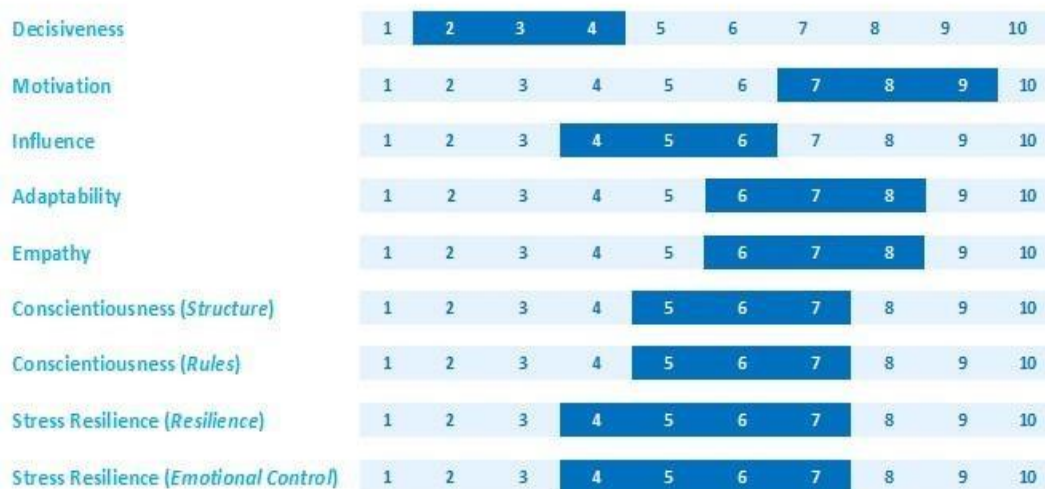 Decisiveness 1 2 3 4 5 6 7 8 9 10
Motivation 1 2 3 4 5 6 7 8 9 10
Influence 1 2 3 4 5 6 7 8 9 10
Adaptability 1 2 3 4 5 6 7 8 9 10
Empathy 1 2 3 4 5 6 7 8 9 10
Conscientiousness (Structure) 1 2 3 4 5 6 7 8 9 10
Conscientiousness (Rules) 1 2 3 4 5 6 7 8 9 10
Stress Resilience (Resilience) 1 2 3 4 5 6 7 8 9 10
Stress Resilience (Emotional Control) 1 2 3 4 5 6 7 8 9 10